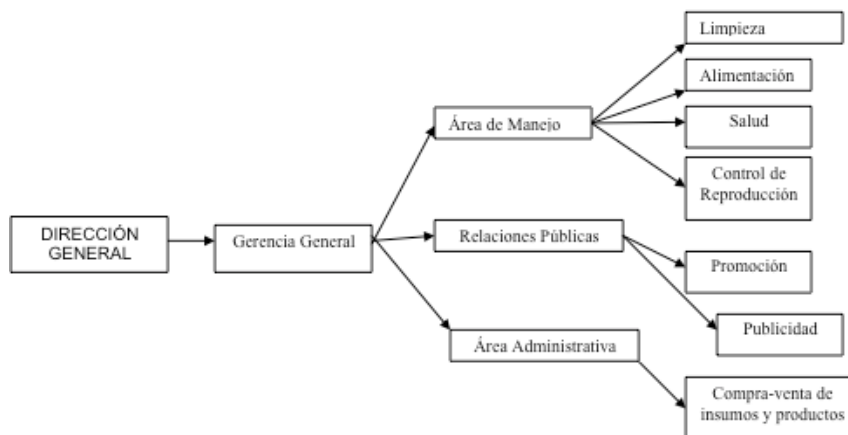 Limpieza
Alimentación
Área de Manejo
Salud
Control de
Reproducción
DIRECCIÓN
GENERAL
Gerencia General
Relaciones Públicas
Promoción
Publicidad
Área Administrativa
Compra-venta de
insumos y productos